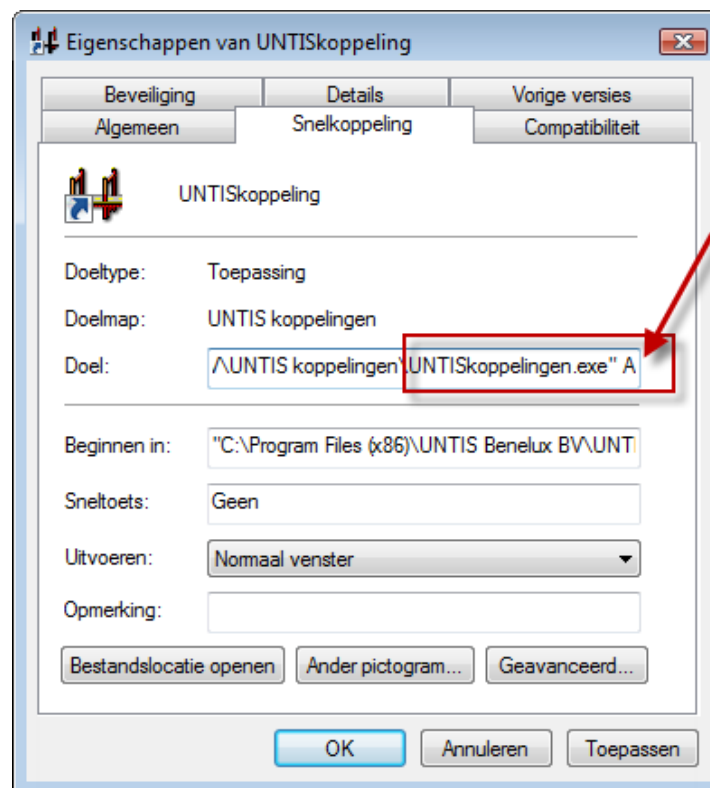 Eigenschappen van UNTISkoppeling
Beveiliging Details Vorige versies
Algemeen Snelkoppeling Compatibiliteit
UNTISkoppeling
Doeltype: Toepassing
Doelmap: UNTIS koppelingen
Doel: /\UNTIS koppelingen\UNTISkoppelingen.exe" A
Beginnen in: "C:\Program Files (x86)\UNTIS Benelux BV\UNTI
Sneltoets: Geen
Uitvoeren: Normaal venster
Opmerking:
Bestandslocatie openen Ander pictogram... Geavanceerd...
OK Annuleren Toepassen